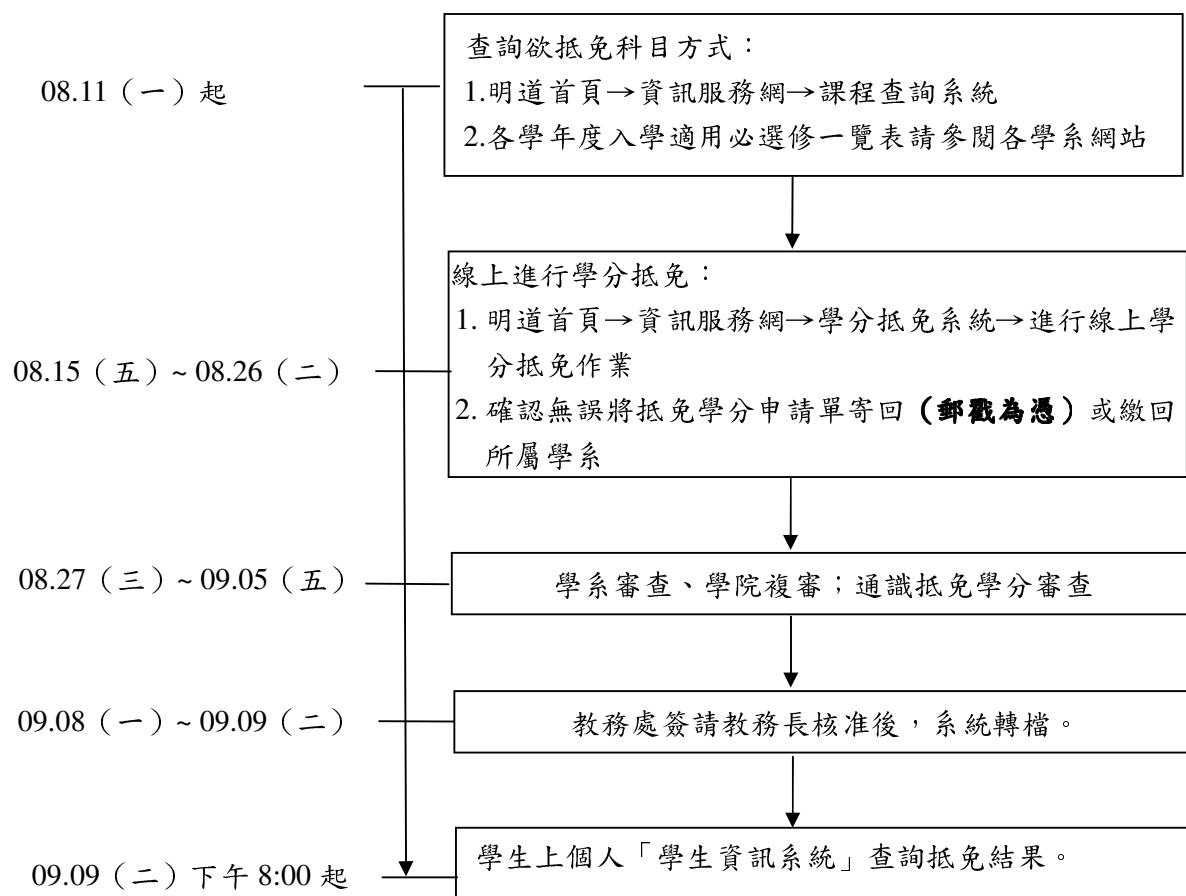 08.11（一）起
查詢欲抵免科目方式：
1.明道首頁→資訊服務網→課程查詢系統
2.各學年度入學適用必選修一覽表請參閱各學系網站
08.15（五）~08.26（二）
線上進行學分抵免：
1. 明道首頁→資訊服務網→學分抵免系統→進行線上學
分抵免作業
2. 確認無誤將抵免學分申請單寄回（郵戳為憑）或繳回
所屬學系
08.27（三）~09.05（五）
學系審查、學院複審；通識抵免學分審查
09.08（一）~09.09（二）
教務處簽請教務長核准後，系統轉檔。
09.09（二）下午 8:00 起
學生上個人「學生資訊系統」查詢抵免結果。